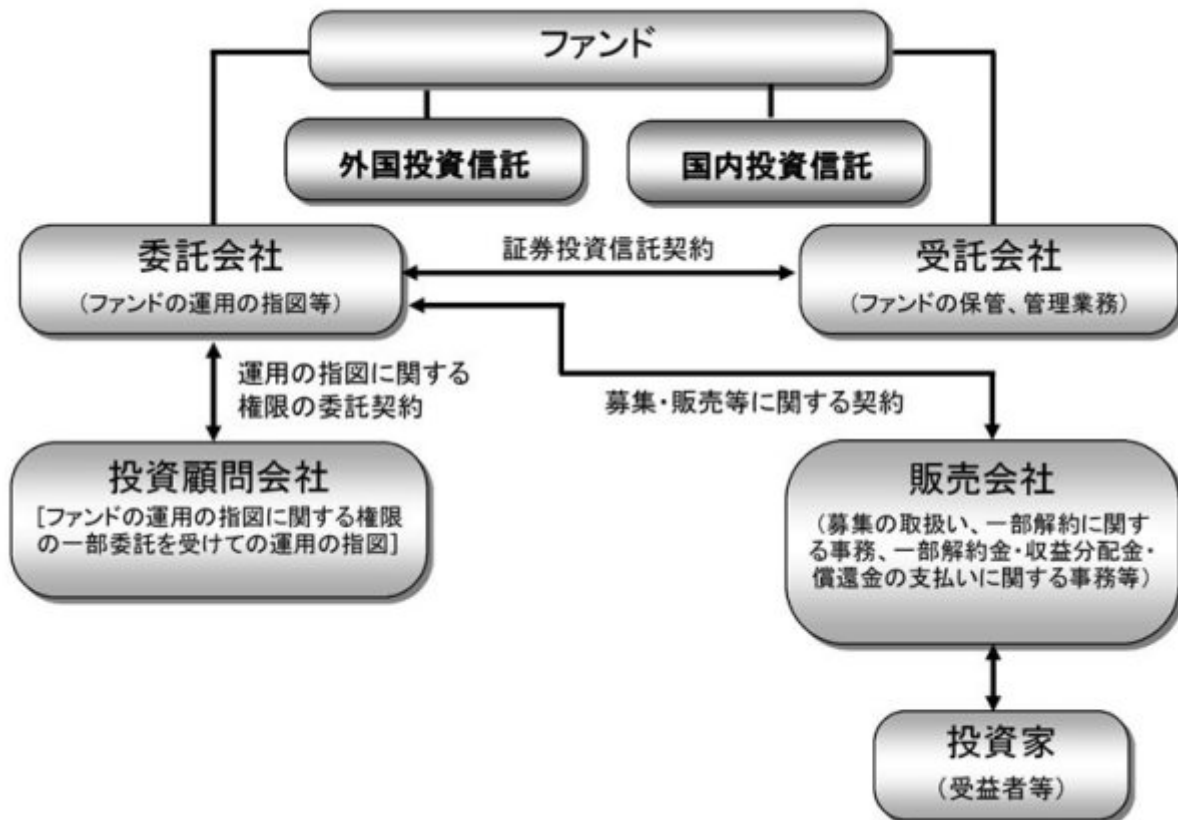 ファンド
外国投資信託
国内投資信託
委託会社
（ファンドの運用の指図等）
証券投資信託契約
受託会社
（ファンドの保管、管理業務）
運用の指図に関する
権限の委託契約
募集・販売等に関する契約
投資顧問会社
［ファンドの運用の指図に関する権限
の一部委託を受けての運用の指図］
販売会社
（募集の取扱い、一部解約に関す
る事務、一部解約金・収益分配金・
償還金の支払いに関する事務等）
投資家
（受益者等）